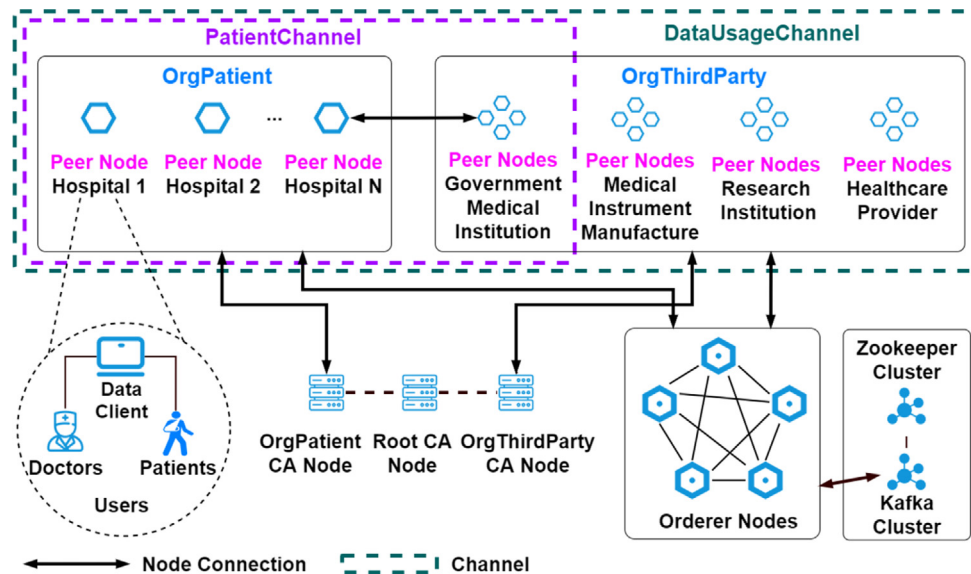 PatientChannel
DataUsageChannel
OrgPatient
OrgThirdParty
...
Peer Node
Hospital 1
Peer Node
Hospital 2
Peer Node
Hospital N
Peer Nodes
Government
Medical
Institution
Peer Nodes
Medical
Instrument
Manufacture
Peer Nodes
Research
Institution
Peer Nodes
Healthcare
Provider
Data
Client
Doctors
Patients
Users
OrgPatient
CA Node
Root CA
Node
OrgThirdParty
CA Node
Orderer Nodes
Zookeeper
Cluster
Kafka
Cluster
Node Connection
Channel